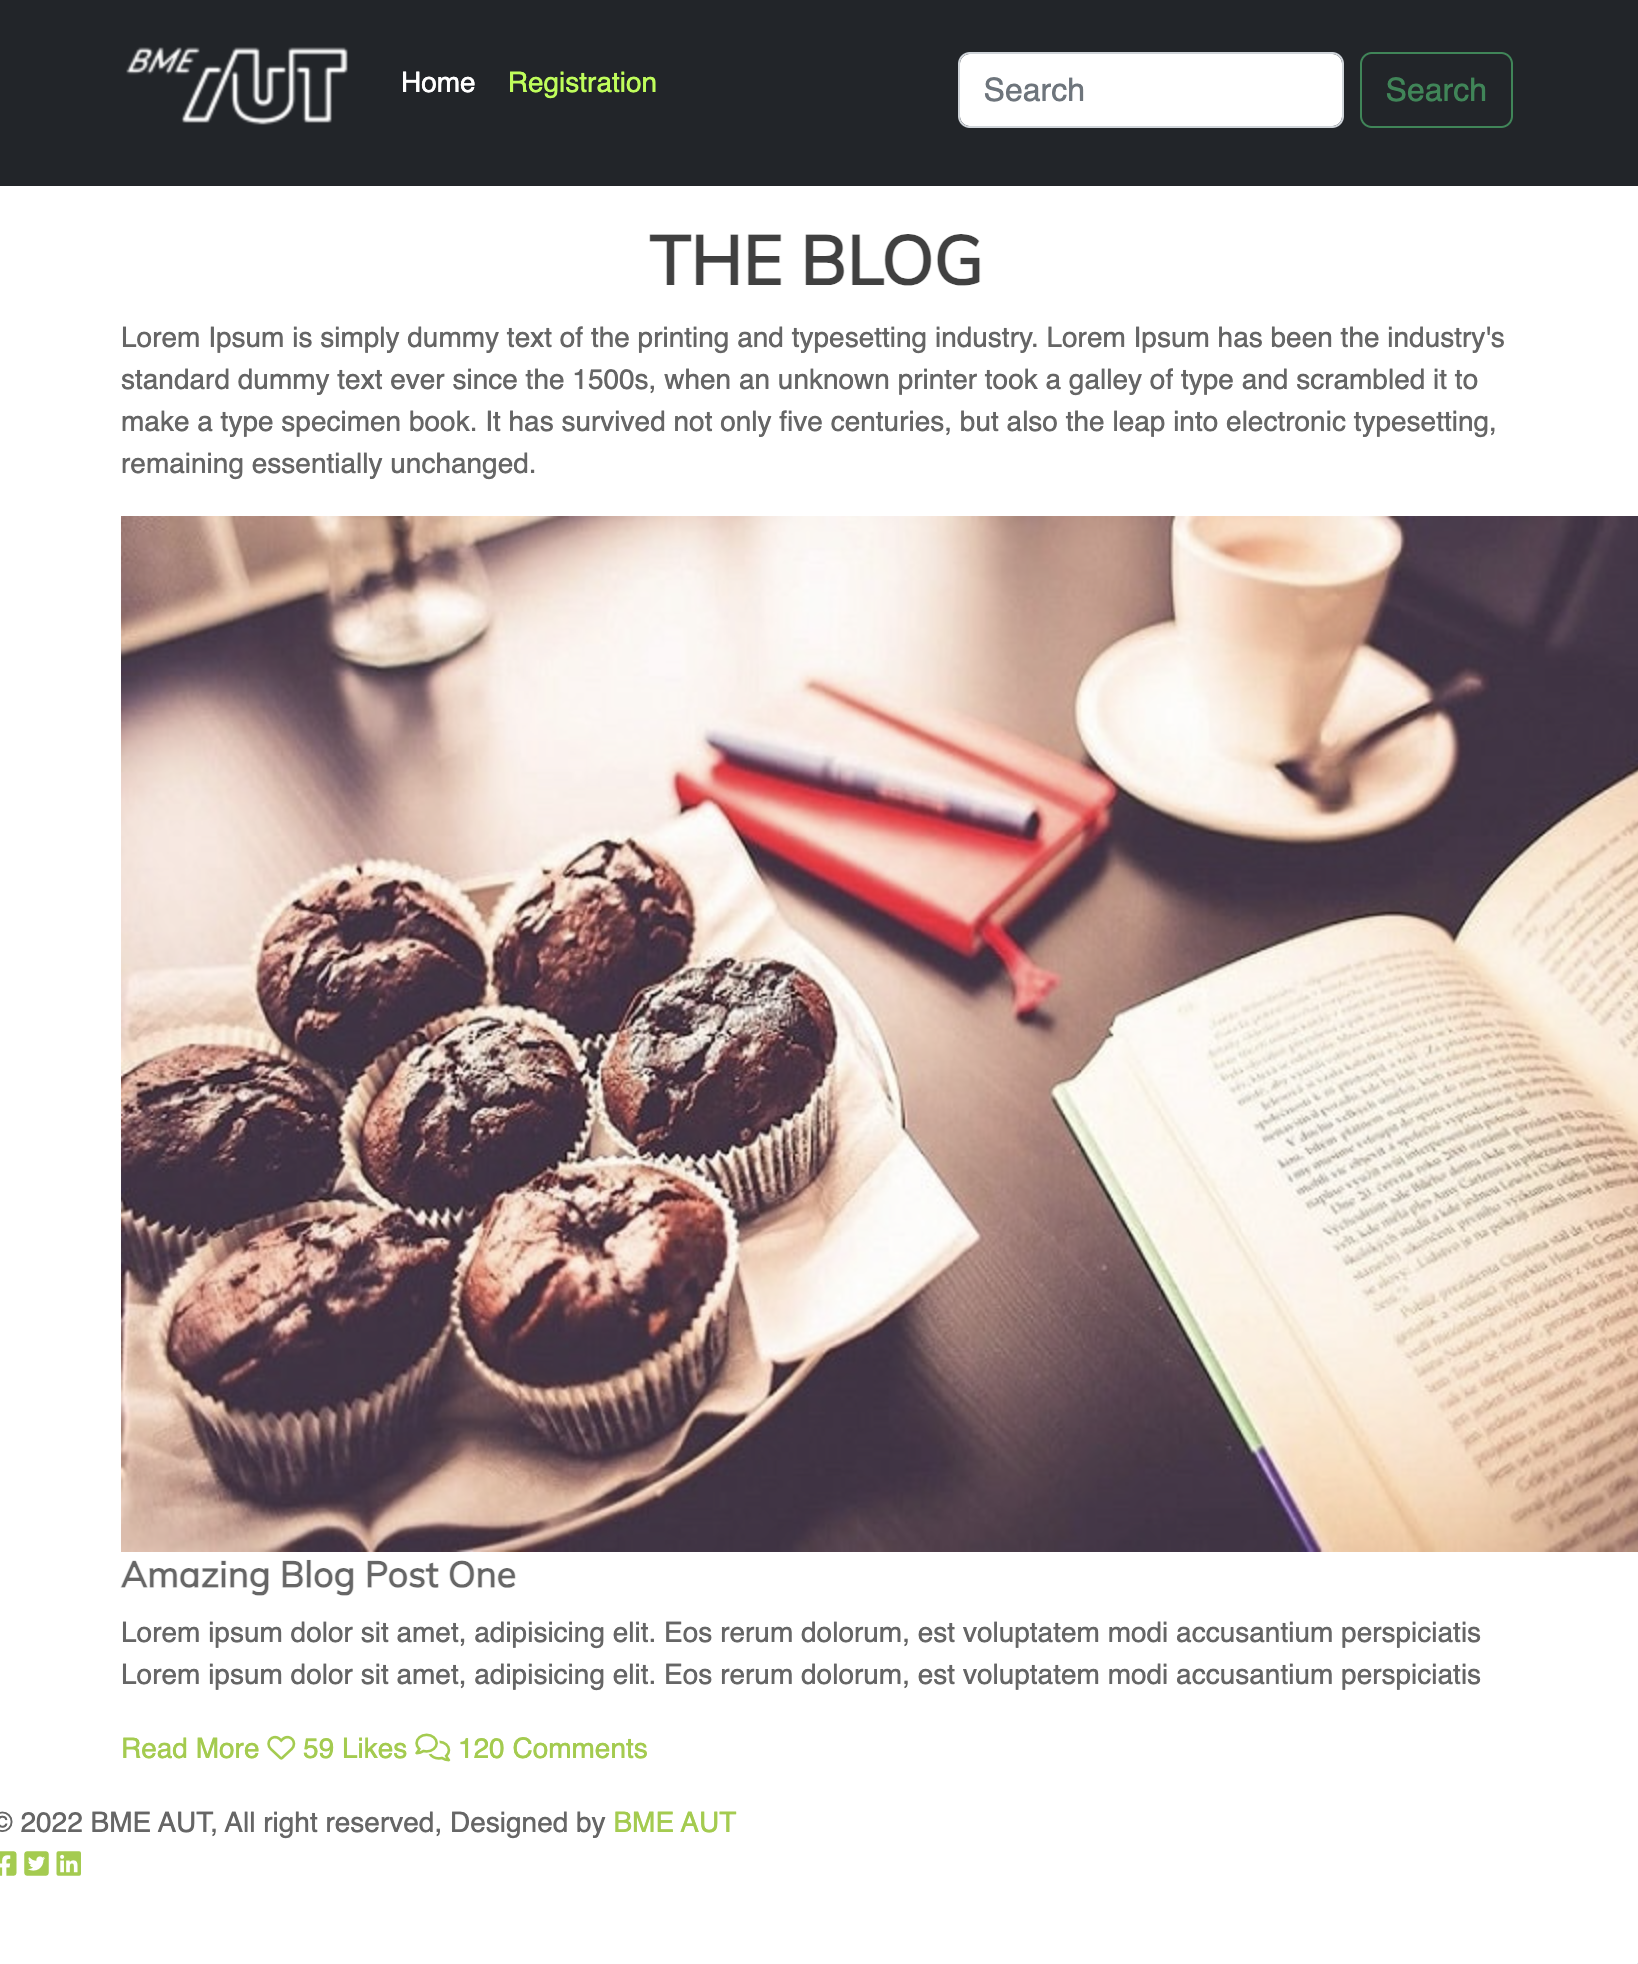 BME AUT
Home
Registration
Search
Search
THE BLOG
Lorem Ipsum is simply dummy text of the printing and typesetting industry. Lorem Ipsum has been the industry's
standard dummy text ever since the 1500s, when an unknown printer took a galley of type and scrambled it to
make a type specimen book. It has survived not only five centuries, but also the leap into electronic typesetting,
remaining essentially unchanged.
Amazing Blog Post One
Lorem ipsum dolor sit amet, adipisicing elit. Eos rerum dolorum, est voluptatem modi accusantium perspiciatis
Lorem ipsum dolor sit amet, adipisicing elit. Eos rerum dolorum, est voluptatem modi accusantium perspiciatis
Read More 59 Likes 120 Comments
© 2022 BME AUT, All right reserved, Designed by BME AUT